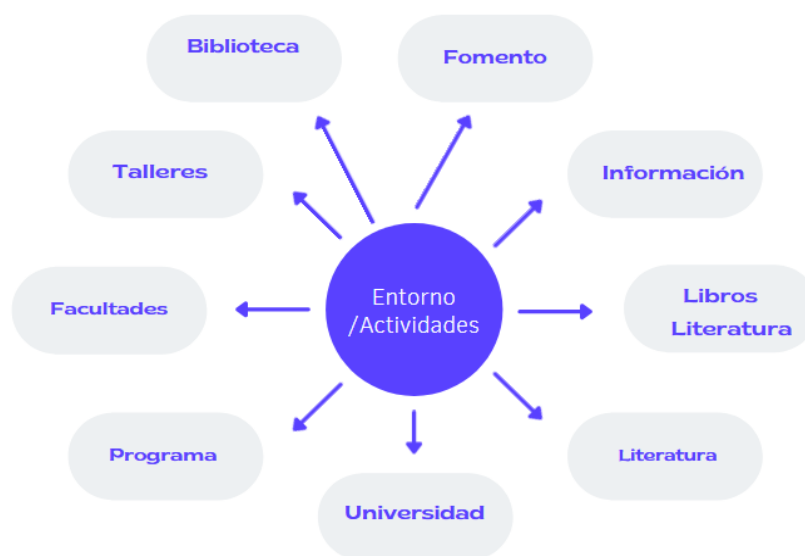 Biblioteca
Fomento
Talleres
Información
Entorno
/Actividades
Facultades
Libros
Literatura
Programa
Literatura
Universidad